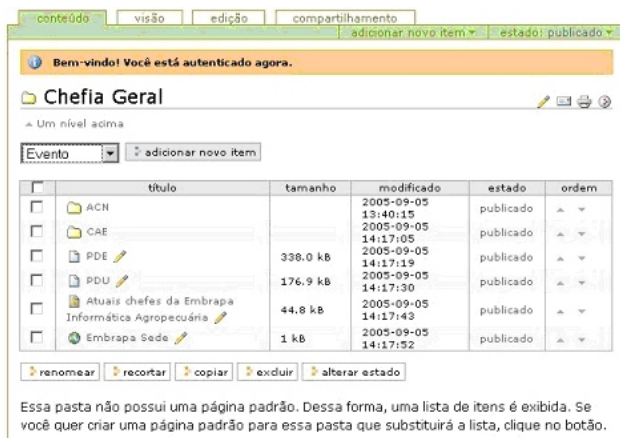 conteúdo visão edição compartilhamento
adicionar novo item estado: publicado
Bem-vindo! Você está autenticado agora.
Chefia Geral
Um nível acima
Evento adicionar novo item
título tamanho modificado estado ordem
ACN 2005-09-05 13:40:15 publicado
CAE 2005-09-05 14:17:05 publicado
PDE 338.0 kB 2005-09-05 14:17:19 publicado
PDU 176.9 kB 2005-09-05 14:17:30 publicado
Atuais chefes da Embrapa
Informática Agropecuária 44.8 kB 2005-09-05 14:17:43 publicado
Embrapa Sede 1 kB 2005-09-05 14:17:52 publicado
renomear recortar copiar excluir alterar estado
Essa pasta não possui uma página padrão. Dessa forma, uma lista de itens é exibida. Se
você quer criar uma página padrão para essa pasta que substituirá a lista, clique no botão.